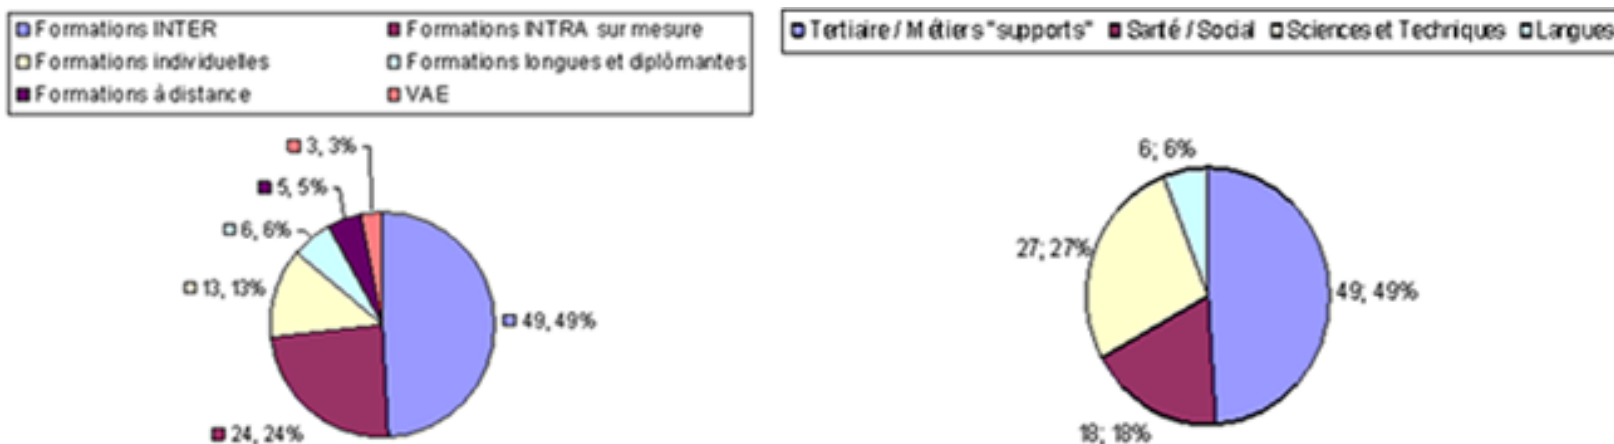 Formations INTER
Formations INTRA sur mesure
Formations individuelles
Formations longues et diplômantes
Formations à distance
VAE
3, 3%
5, 5%
6, 6%
13, 13%
49, 49%
24, 24%
Tertiaire / Métiers "supports" Santé / Social Sciences et Techniques Langues
6; 6%
27; 27%
49; 49%
18; 18%